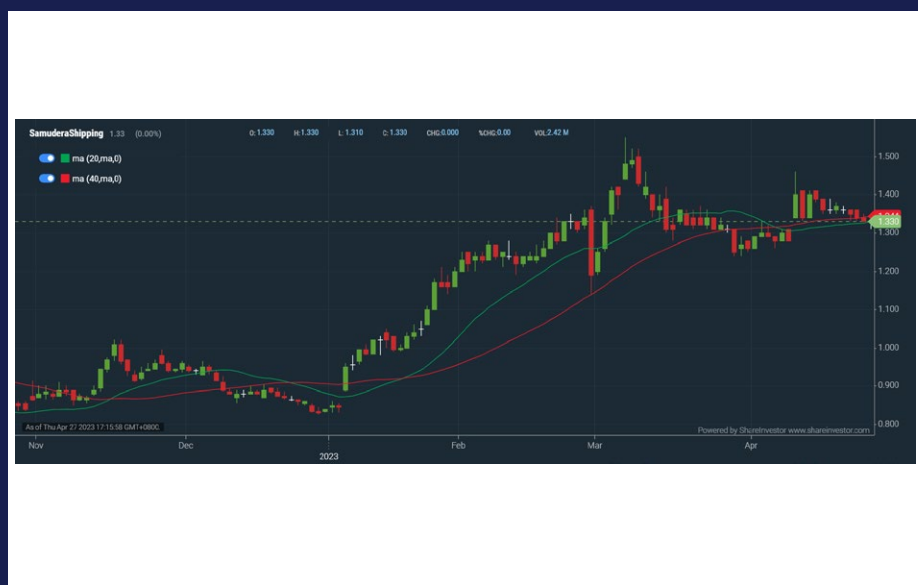 SamuderaShipping 1.33 (0.00%) O: 1.330 H: 1.330 L: 1.310 C: 1.330 CHG:0.000 %CHG:0.00 VOL:2.42 M
ma (20,ma,0)
ma (40,ma,0)
1.500
1.400
1.330
1.300
1.200
1.100
1.000
0.900
0.800
As of Thu Apr 27 2023 17:15:58 GMT+0800
Powered by ShareInvestor www.shareinvestor.com
Nov Dec 2023 Feb Mar Apr